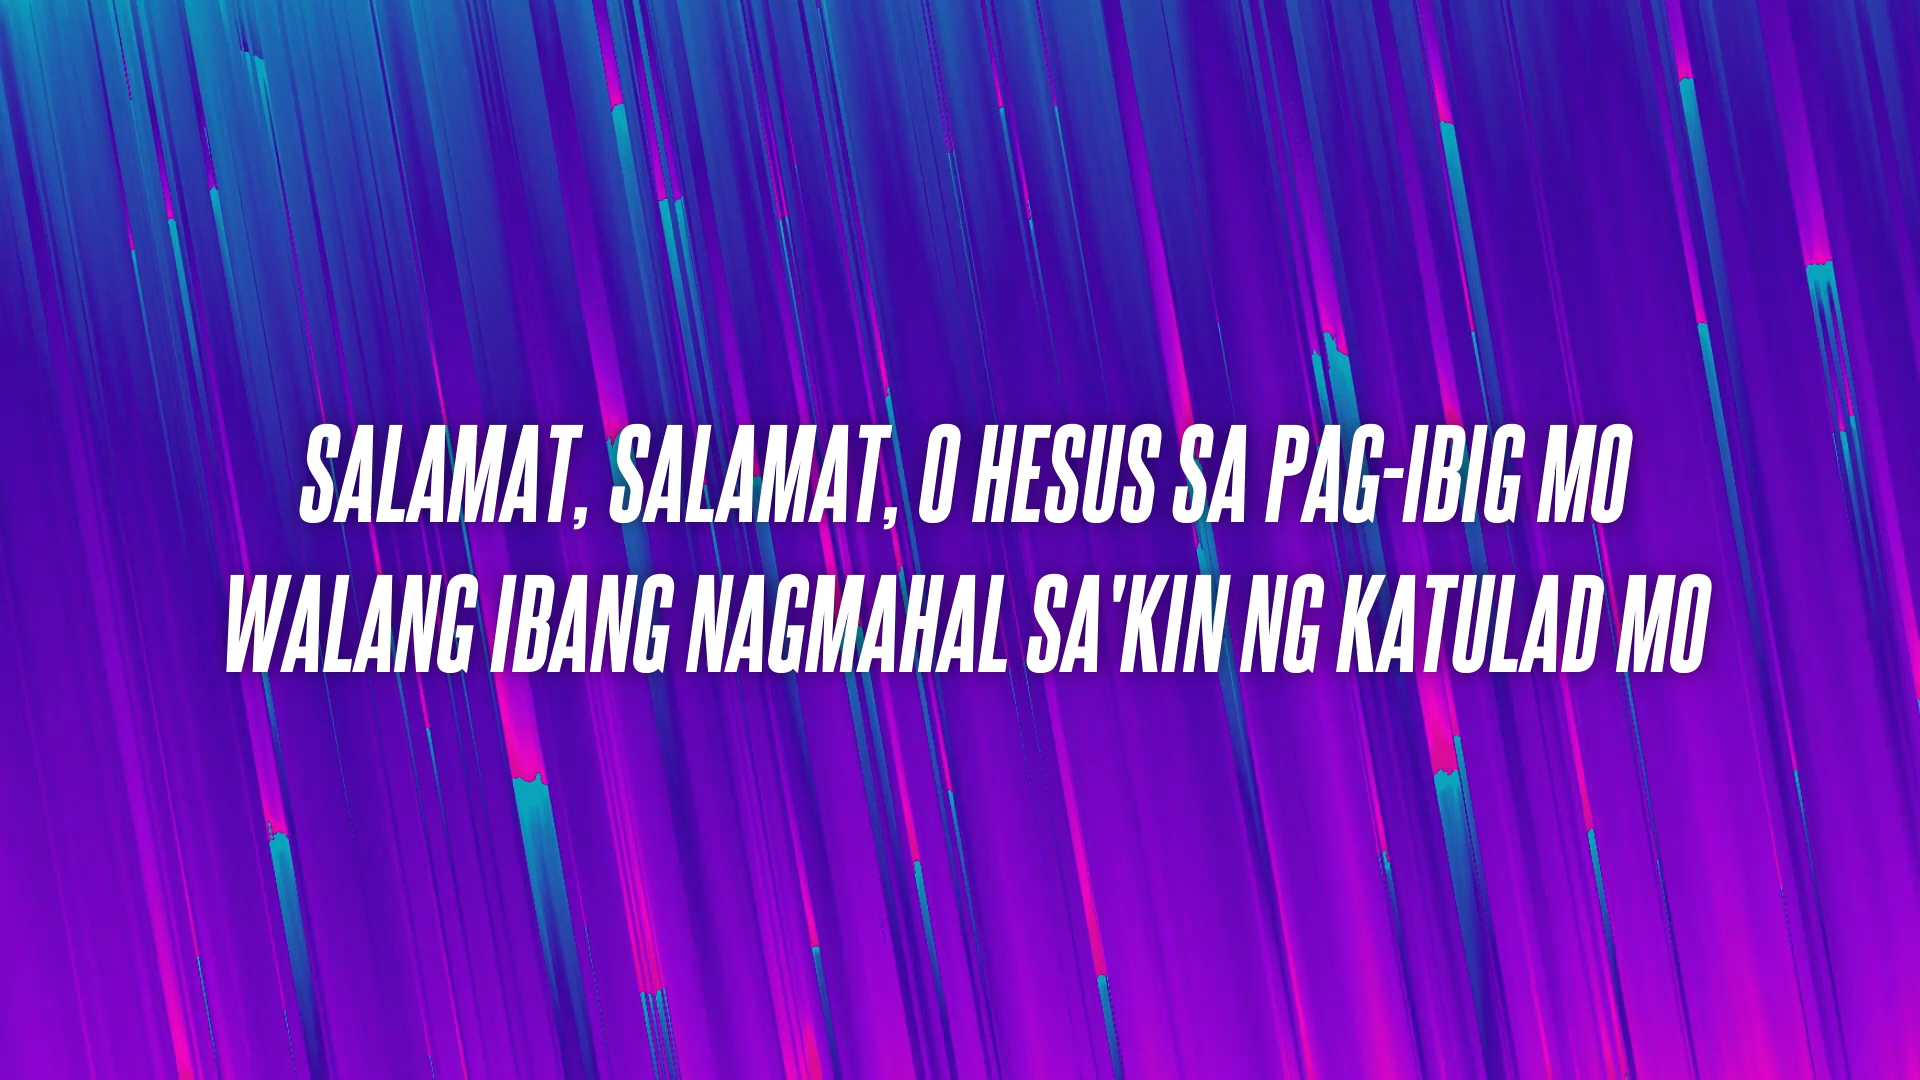 SALAMAT, SALAMAT, O HESUS SA PAG-IBIG MO
WALANG IBANG NAGMAHAL SA'KIN NG KATULAD MO